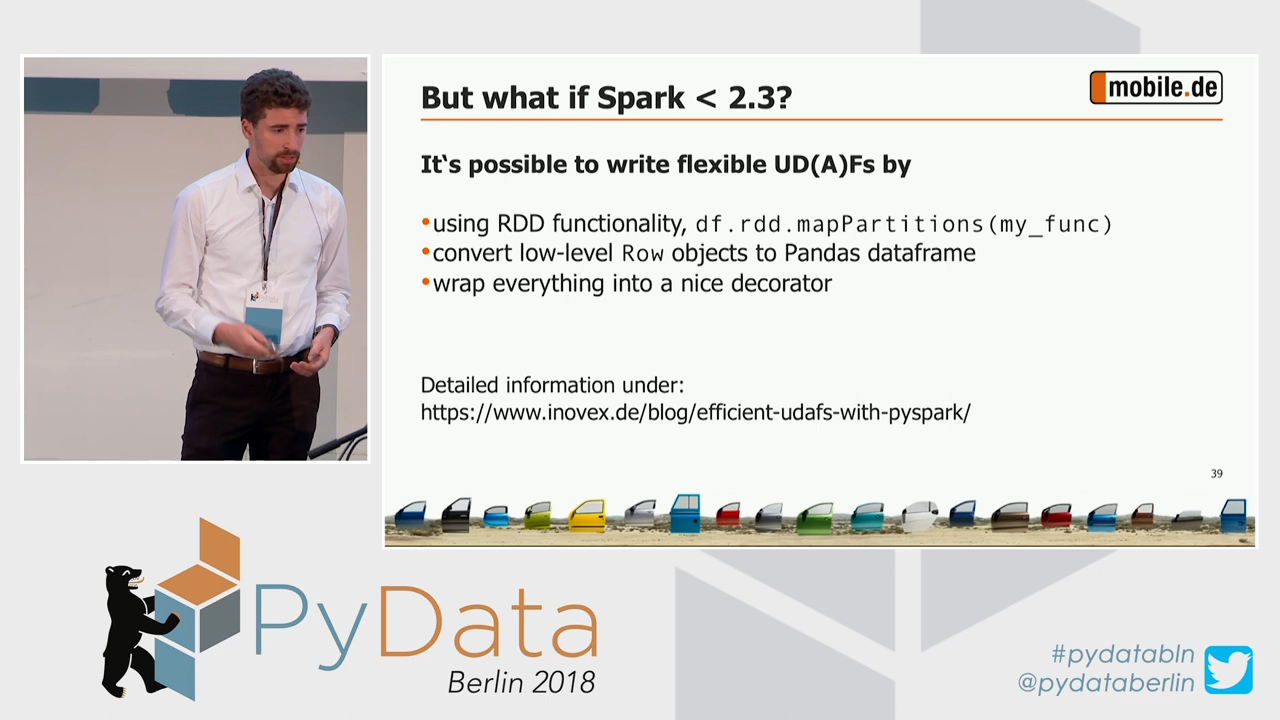 But what if Spark < 2.3?
mobile.de
It‘s possible to write flexible UD(A)Fs by
•using RDD functionality, df.rdd.mapPartitions(my_func)
•convert low-level Row objects to Pandas dataframe
•wrap everything into a nice decorator
Detailed information under:
https://www.inovex.de/blog/efficient-udafs-with-pyspark/
39
PyData
Berlin 2018
#pydatabln
@pydataberlin